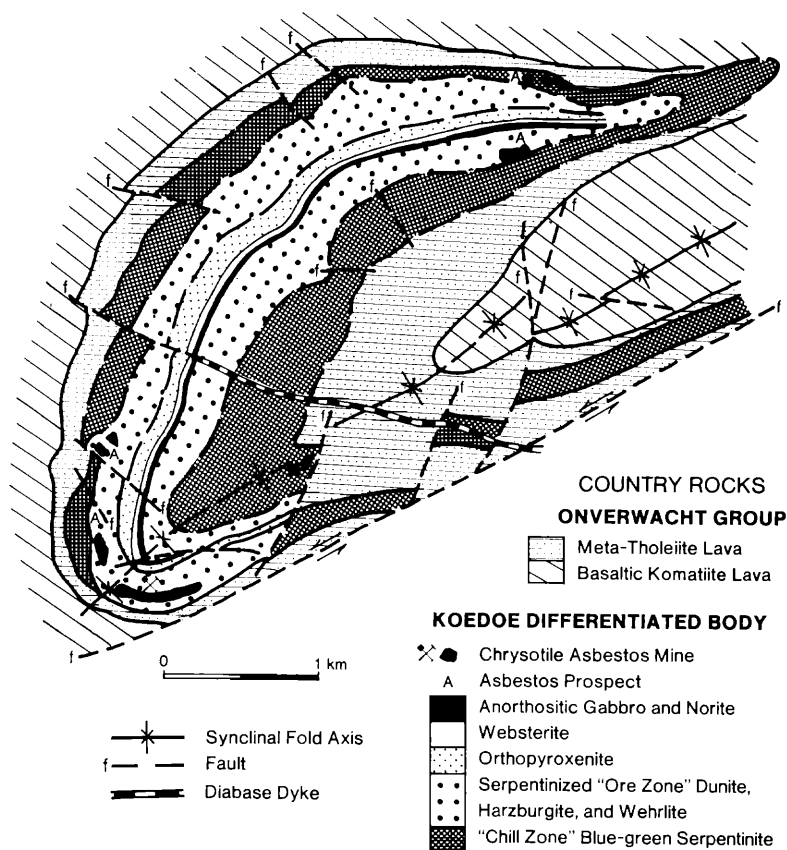 f
f
A
f
f
A
f
f
f
f
f
f
f
f
A
f
A
f
f
f
COUNTRY ROCKS
ONVERWACHT GROUP
Meta-Tholeiite Lava
Basaltic Komatiite Lava
0 1 km
KOEDOE DIFFERENTIATED BODY
Chrysotile Asbestos Mine
A Asbestos Prospect
Anorthositic Gabbro and Norite
Websterite
Orthopyroxenite
Serpentinized “Ore Zone” Dunite,
Harzburgite, and Wehrlite
“Chill Zone” Blue-green Serpentinite
Synclinal Fold Axis
f Fault
Diabase Dyke